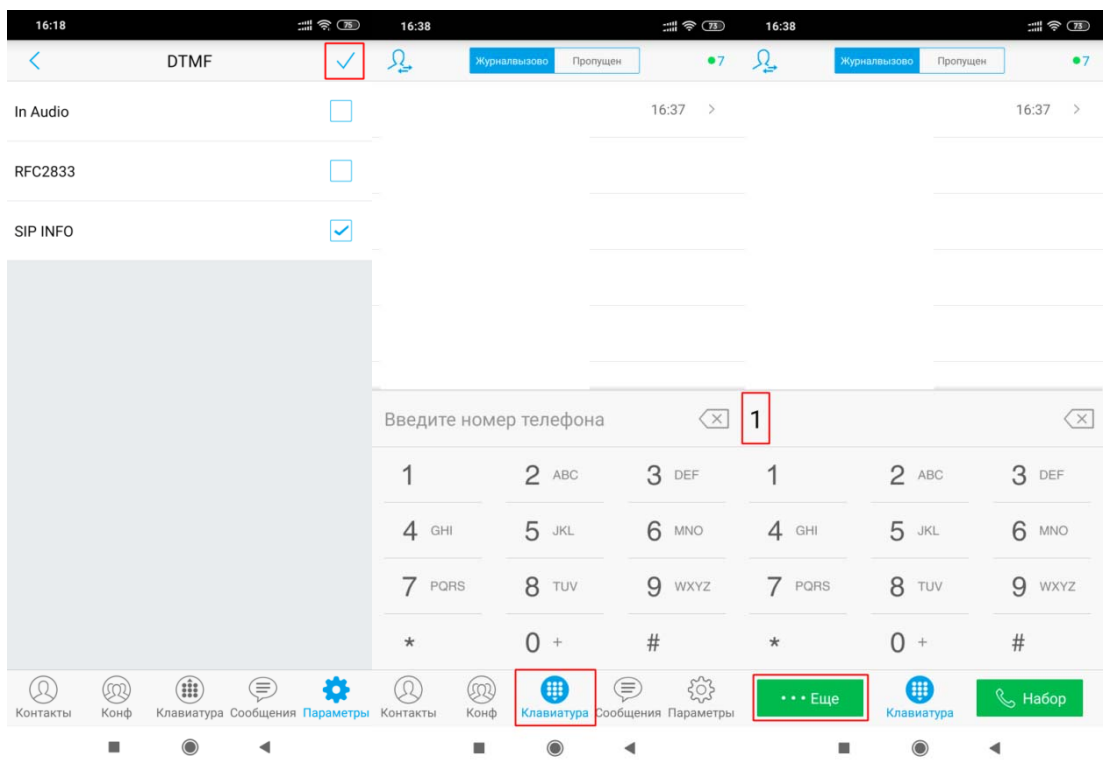 16:18
75
DTMF
In Audio
RFC2833
SIP INFO
Контакты
Конф
Клавиатура
Сообщения
Параметры
16:38
73
Журналвызово
Пропущен
7
16:37
Введите номер телефона
1
2 ABC
3 DEF
4 GHI
5 JKL
6 MNO
7 PQRS
8 TUV
9 WXYZ
*
0 +
#
Контакты
Конф
Клавиатура
Сообщения
Параметры
16:38
73
Журналвызово
Пропущен
7
16:37
1
1
2 ABC
3 DEF
4 GHI
5 JKL
6 MNO
7 PQRS
8 TUV
9 WXYZ
*
0 +
#
••• Еще
Клавиатура
Набор